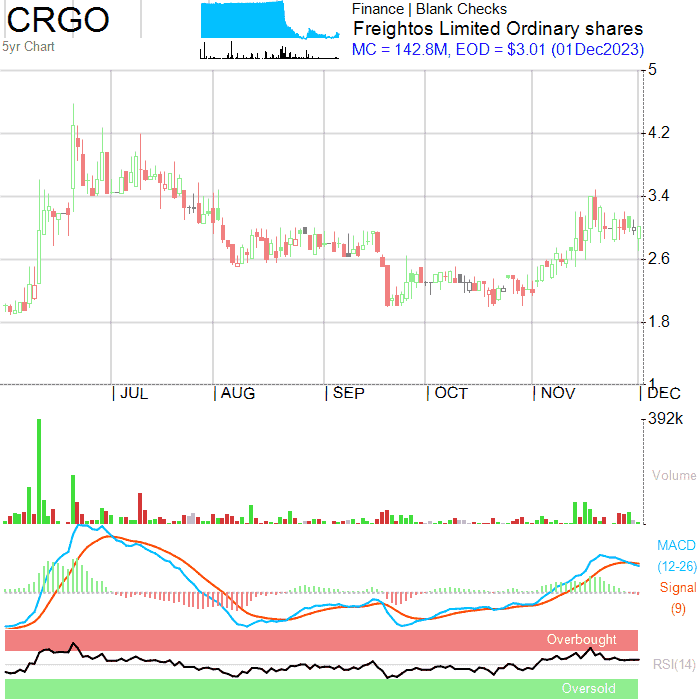 CRGO
5yr Chart
Finance | Blank Checks
Freightos Limited Ordinary shares
MC = 142.8M, EOD = $3.01 (01Dec2023)
5
4.2
3.4
2.6
1.8
1
| JUL | AUG | SEP | OCT | NOV | DEC
392k
Volume
MACD
(12-26)
Signal
(9)
Overbought
RSI(14)
Oversold